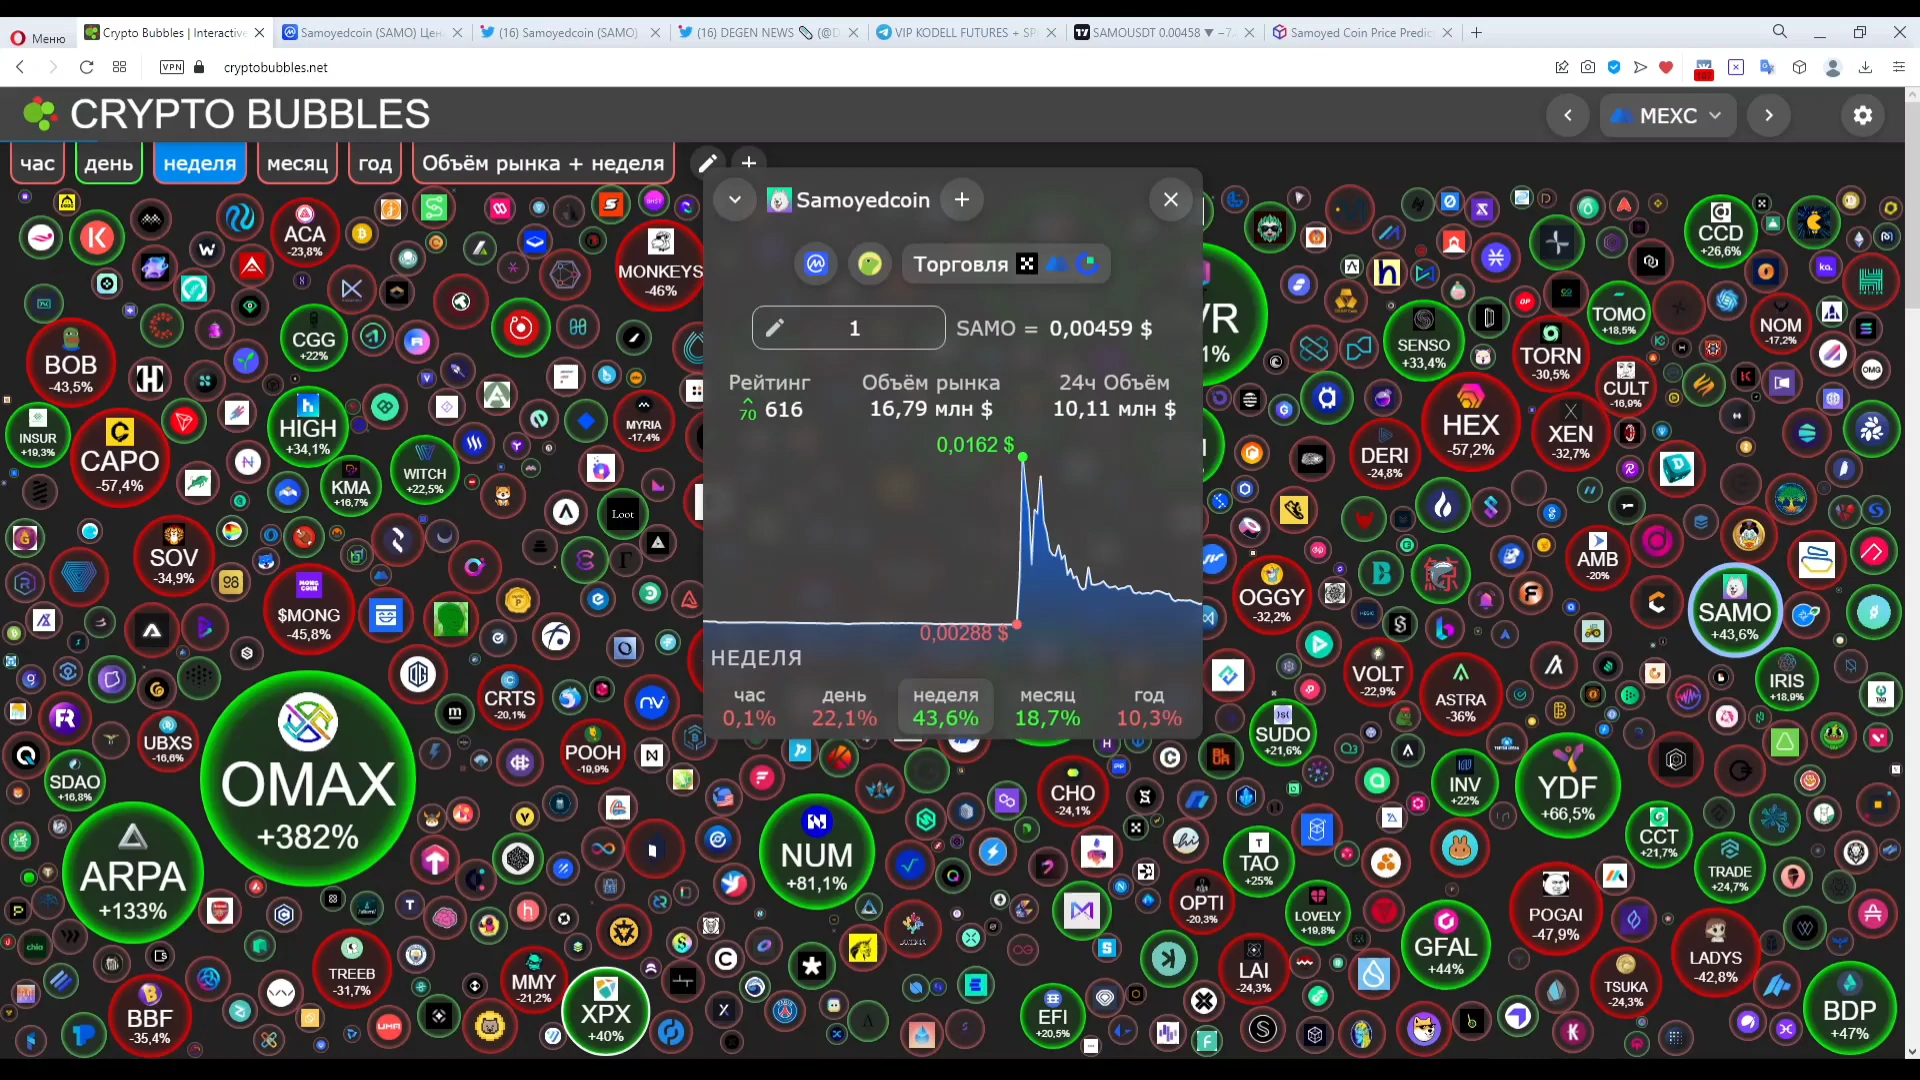 Меню
Crypto Bubbles | Interactive
Samoyedcoin (SAMO) Цен
(16) Samoyedcoin (SAMO)
(16) DEGEN NEWS
VIP KODELL FUTURES + SP
SAMOUSDT 0.00458 ▼ −7.
Samoyed Coin Price Predic
VPN
cryptobubbles.net
CRYPTO BUBBLES
MEXC
час
день
неделя
месяц
год
Объём рынка + неделя
Samoyedcoin
Торговля
1
SAMO = 0,00459 $
Рейтинг
70 616
Объём рынка
16,79 млн $
24ч Объём
10,11 млн $
0,0162 $
0,00288 $
НЕДЕЛЯ
час
0,1%
день
22,1%
неделя
43,6%
месяц
18,7%
год
10,3%
ACA
-23,8%
MONKEYS
-46%
CGG
+22%
BOB
-43,5%
HIGH
+34,1%
INSUR
+19,3%
CAPO
-57,4%
MYRIA
-17,4%
KMA
+16,7%
WITCH
+22,5%
Loot
SOV
-34,9%
$MONG
-45,8%
CRTS
-20,1%
UBXS
-16,6%
POOH
-19,9%
SDAO
+16,8%
OMAX
+382%
ARPA
+133%
NUM
+81,1%
TREEB
-31,7%
MMY
-21,2%
XPX
+40%
BBF
-35,4%
CCD
+26,6%
TOMO
+18,5%
SENSO
+33,4%
NOM
-17,2%
TORN
-30,5%
CULT
-16,9%
HEX
-57,2%
XEN
-32,7%
DERI
-24,8%
AMB
-20%
OGGY
-32,2%
SAMO
+43,6%
VOLT
-22,9%
ASTRA
-36%
IRIS
+18,9%
SUDO
+21,6%
INV
+22%
YDF
+66,5%
CHO
-24,1%
CCT
+21,7%
TAO
+25%
TRADE
+24,7%
OPTI
-20,3%
LOVELY
+19,8%
POGAI
-47,9%
GFAL
+44%
LAI
-24,3%
LADYS
-42,8%
TSUKA
-24,3%
EFI
+20,5%
BDP
+47%